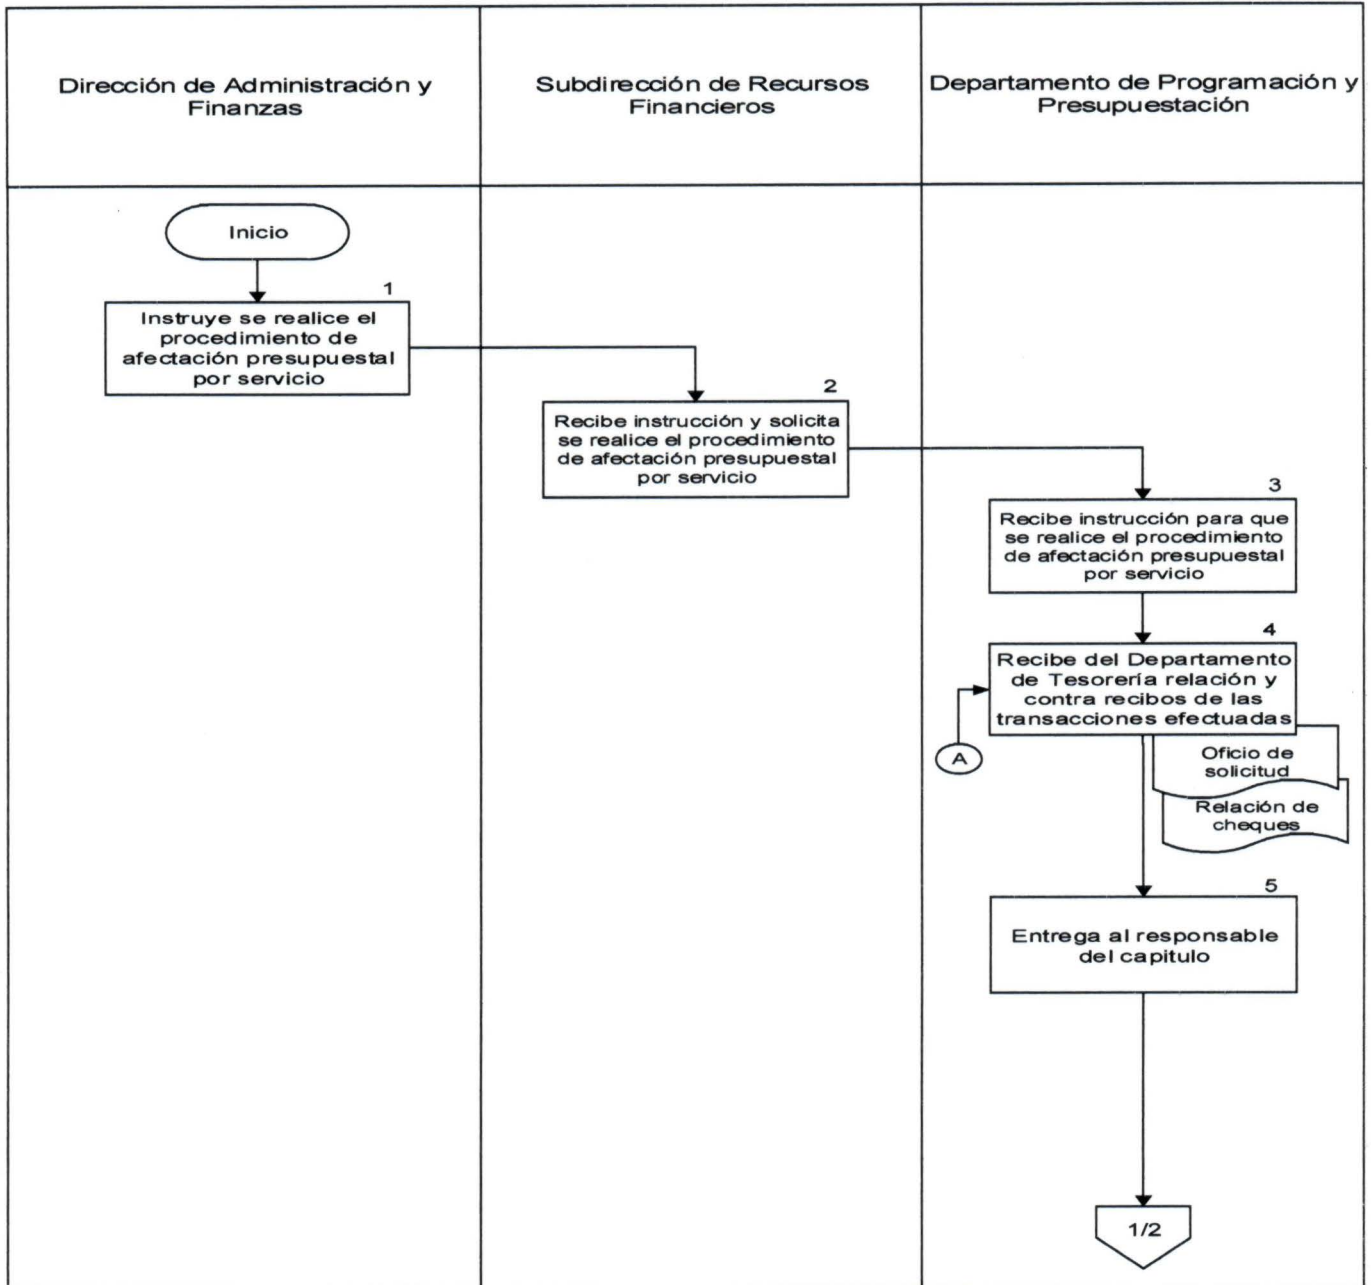 Dirección de Administración y
Finanzas
Subdirección de Recursos
Financieros
Departamento de Programación y
Presupuestación
Inicio
1
Instruye se realice el
procedimiento de
afectación presupuestal
por servicio
2
Recibe instrucción y solicita
se realice el procedimiento
de afectación presupuestal
por servicio
3
Recibe instrucción para que
se realice el procedimiento
de afectación presupuestal
por servicio
4
Recibe del Departamento
de Tesorería relación y
contra recibos de las
transacciones efectuadas
A
Oficio de
solicitud
Relación de
cheques
5
Entrega al responsable
del capitulo
1/2